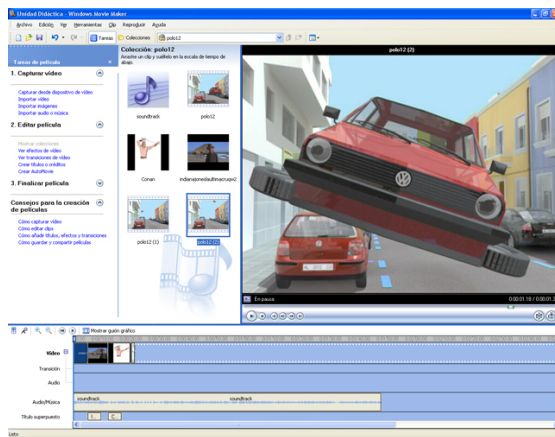 Unidad Didáctica - Windows Movie Maker
Archivo Edición Ver Herramientas Clip Reproducir Ayuda
Tareas Colecciones polo12
Tareas de película
1. Capturar vídeo
Capturar desde dispositivo de vídeo
Importar vídeo
Importar imágenes
Importar audio o música
2. Editar película
Mostrar colecciones
Ver efectos de vídeo
Ver transiciones de vídeo
Crear títulos o créditos
Crear AutoMovie
3. Finalizar película
Consejos para la creación
de películas
Cómo capturar vídeo
Cómo editar clips
Cómo añadir títulos, efectos y transiciones
Cómo guardar y compartir películas
Colección: polo12
Arrastre un clip y suéltelo en la escala de tiempo de
abajo.
soundtrack
polo12
Conan
polo12 (1)
polo12 (2)
polo12 (2)
En pausa
Mostrar guión gráfico
Vídeo
Transición
Audio
Audio/Música
soundtrack
soundtrack
Título superpuesto
Listo